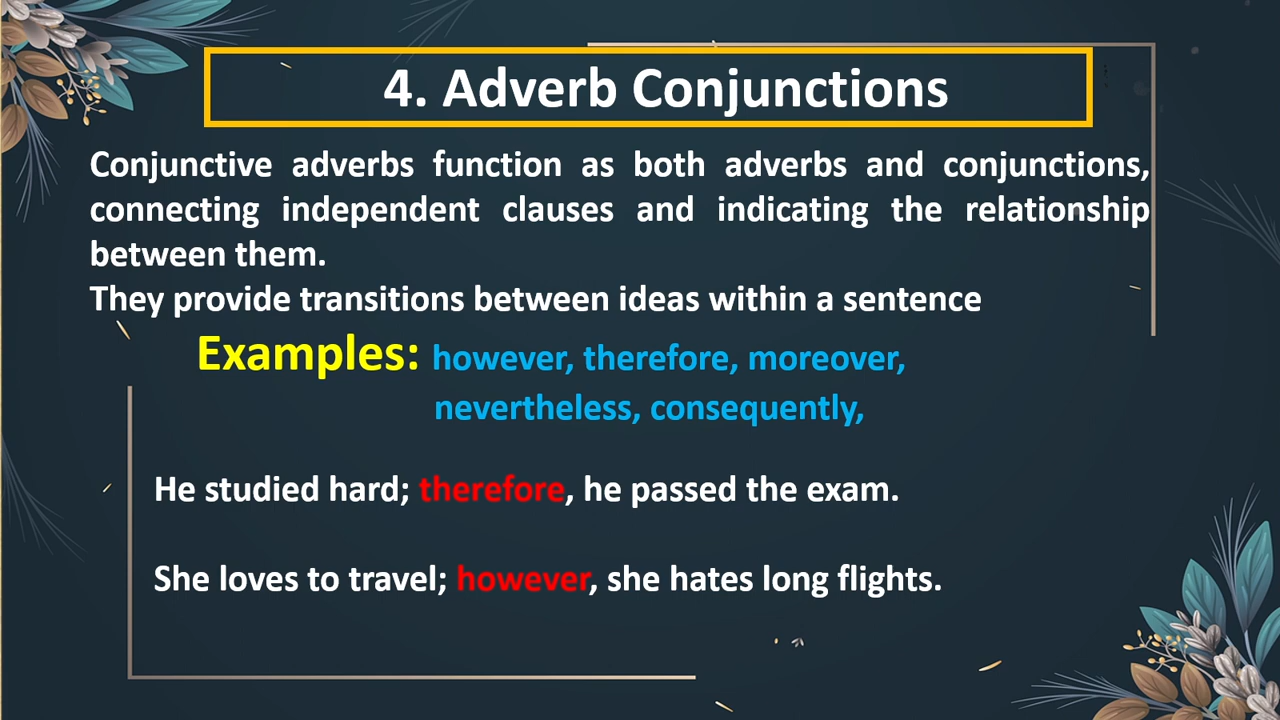 4. Adverb Conjunctions
Conjunctive adverbs function as both adverbs and conjunctions,
connecting independent clauses and indicating the relationship
between them.
They provide transitions between ideas within a sentence
Examples: however, therefore, moreover,
nevertheless, consequently,
He studied hard; therefore, he passed the exam.
She loves to travel; however, she hates long flights.